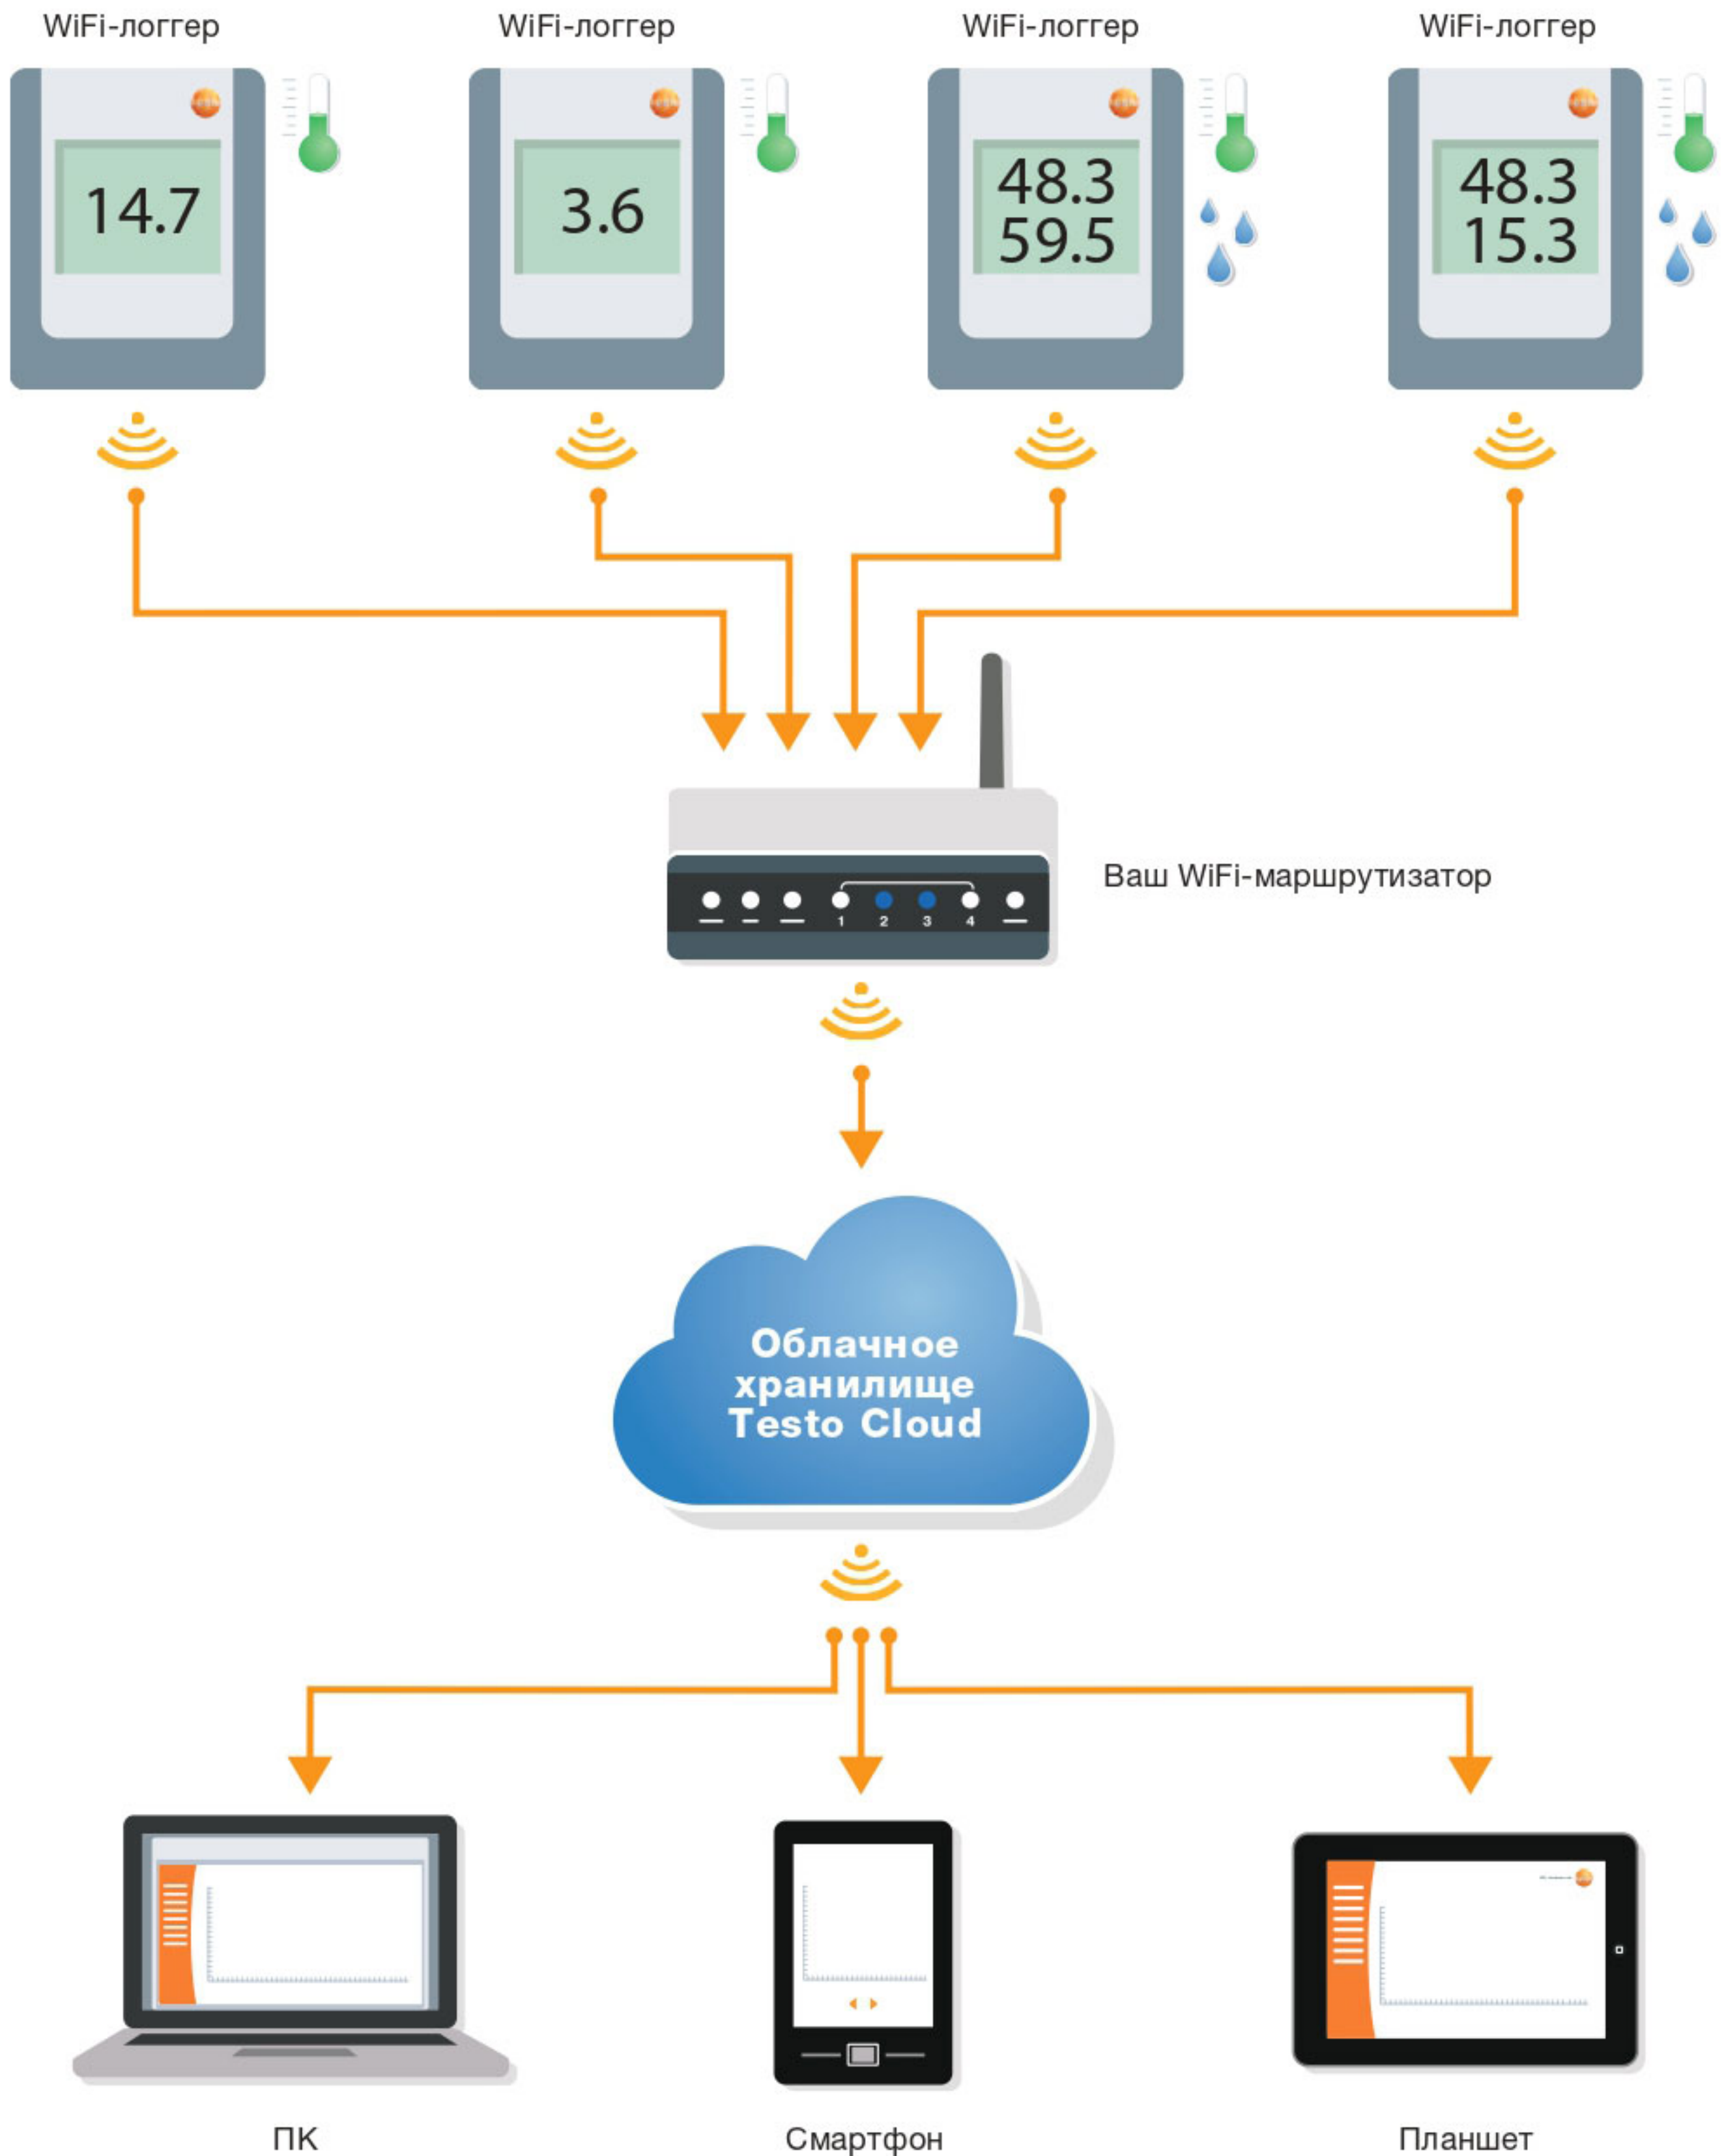 WiFi-логгер
WiFi-логгер
WiFi-логгер
WiFi-логгер
14.7
3.6
48.3
59.5
48.3
15.3
Ваш WiFi-маршрутизатор
1 2 3 4
Облачное
хранилище
Testo Cloud
ПК
Смартфон
Планшет